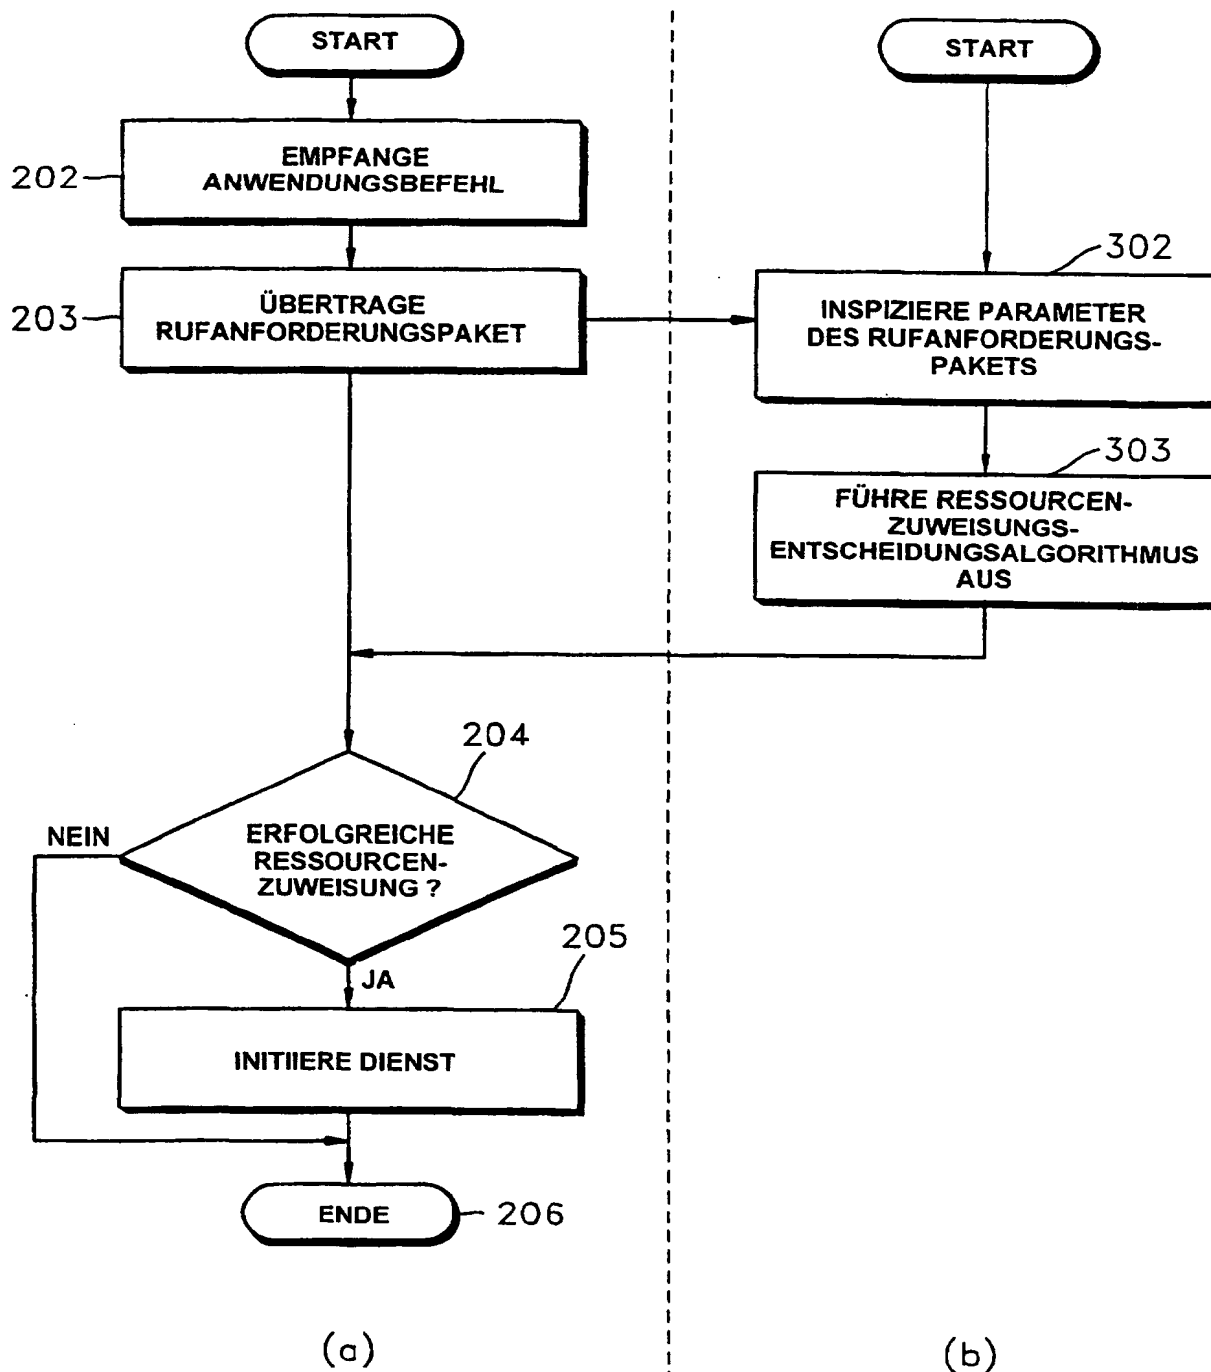 START
202
EMPFANGE
ANWENDUNGSBEFEHL
203
ÜBERTRAGE
RUFANFORDERUNGSPAKET
204
ERFOLGREICHE
RESSOURCEN-
ZUWEISUNG ?
NEIN
JA
205
INITIIERE DIENST
ENDE
206
(a)
START
302
INSPIZIERE PARAMETER
DES RUFANFORDERUNGS-
PAKETS
303
FÜHRE RESSOURCEN-
ZUWEISUNGS-
ENTSCHEIDUNGSALGORITHMUS
AUS
(b)